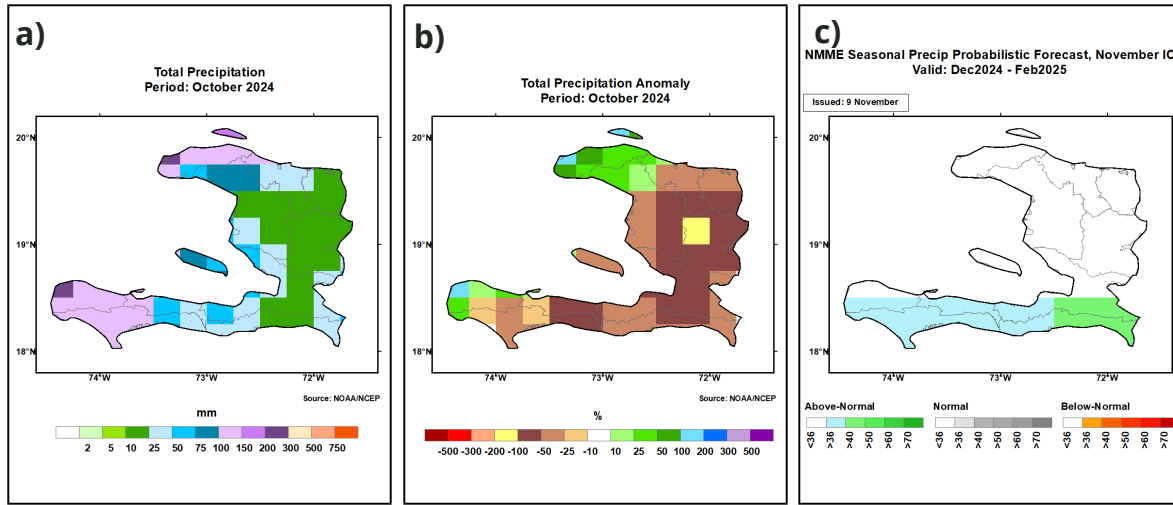 a)
Total Precipitation
Period: October 2024
20°N
19°N
18°N
74°W
73°W
72°W
Source: NOAA/NCEP
mm
2 5 10 25 50 75 100 150 200 300 500 750
b)
Total Precipitation Anomaly
Period: October 2024
20°N
19°N
18°N
74°W
73°W
72°W
Source: NOAA/NCEP
%
-500 -300 -200 -100 -50 -25 -10 10 25 50 100 200 300 500
c)
NMME Seasonal Precip Probabilistic Forecast, November IC
Valid: Dec2024 - Feb2025
Issued: 9 November
20°N
19°N
18°N
74°W
73°W
72°W
Above-Normal
<36 >36 >40 >50 >60 >70
Normal
<36 >36 >40 >50 >60 >70
Below-Normal
<36 >36 >40 >50 >60 >70